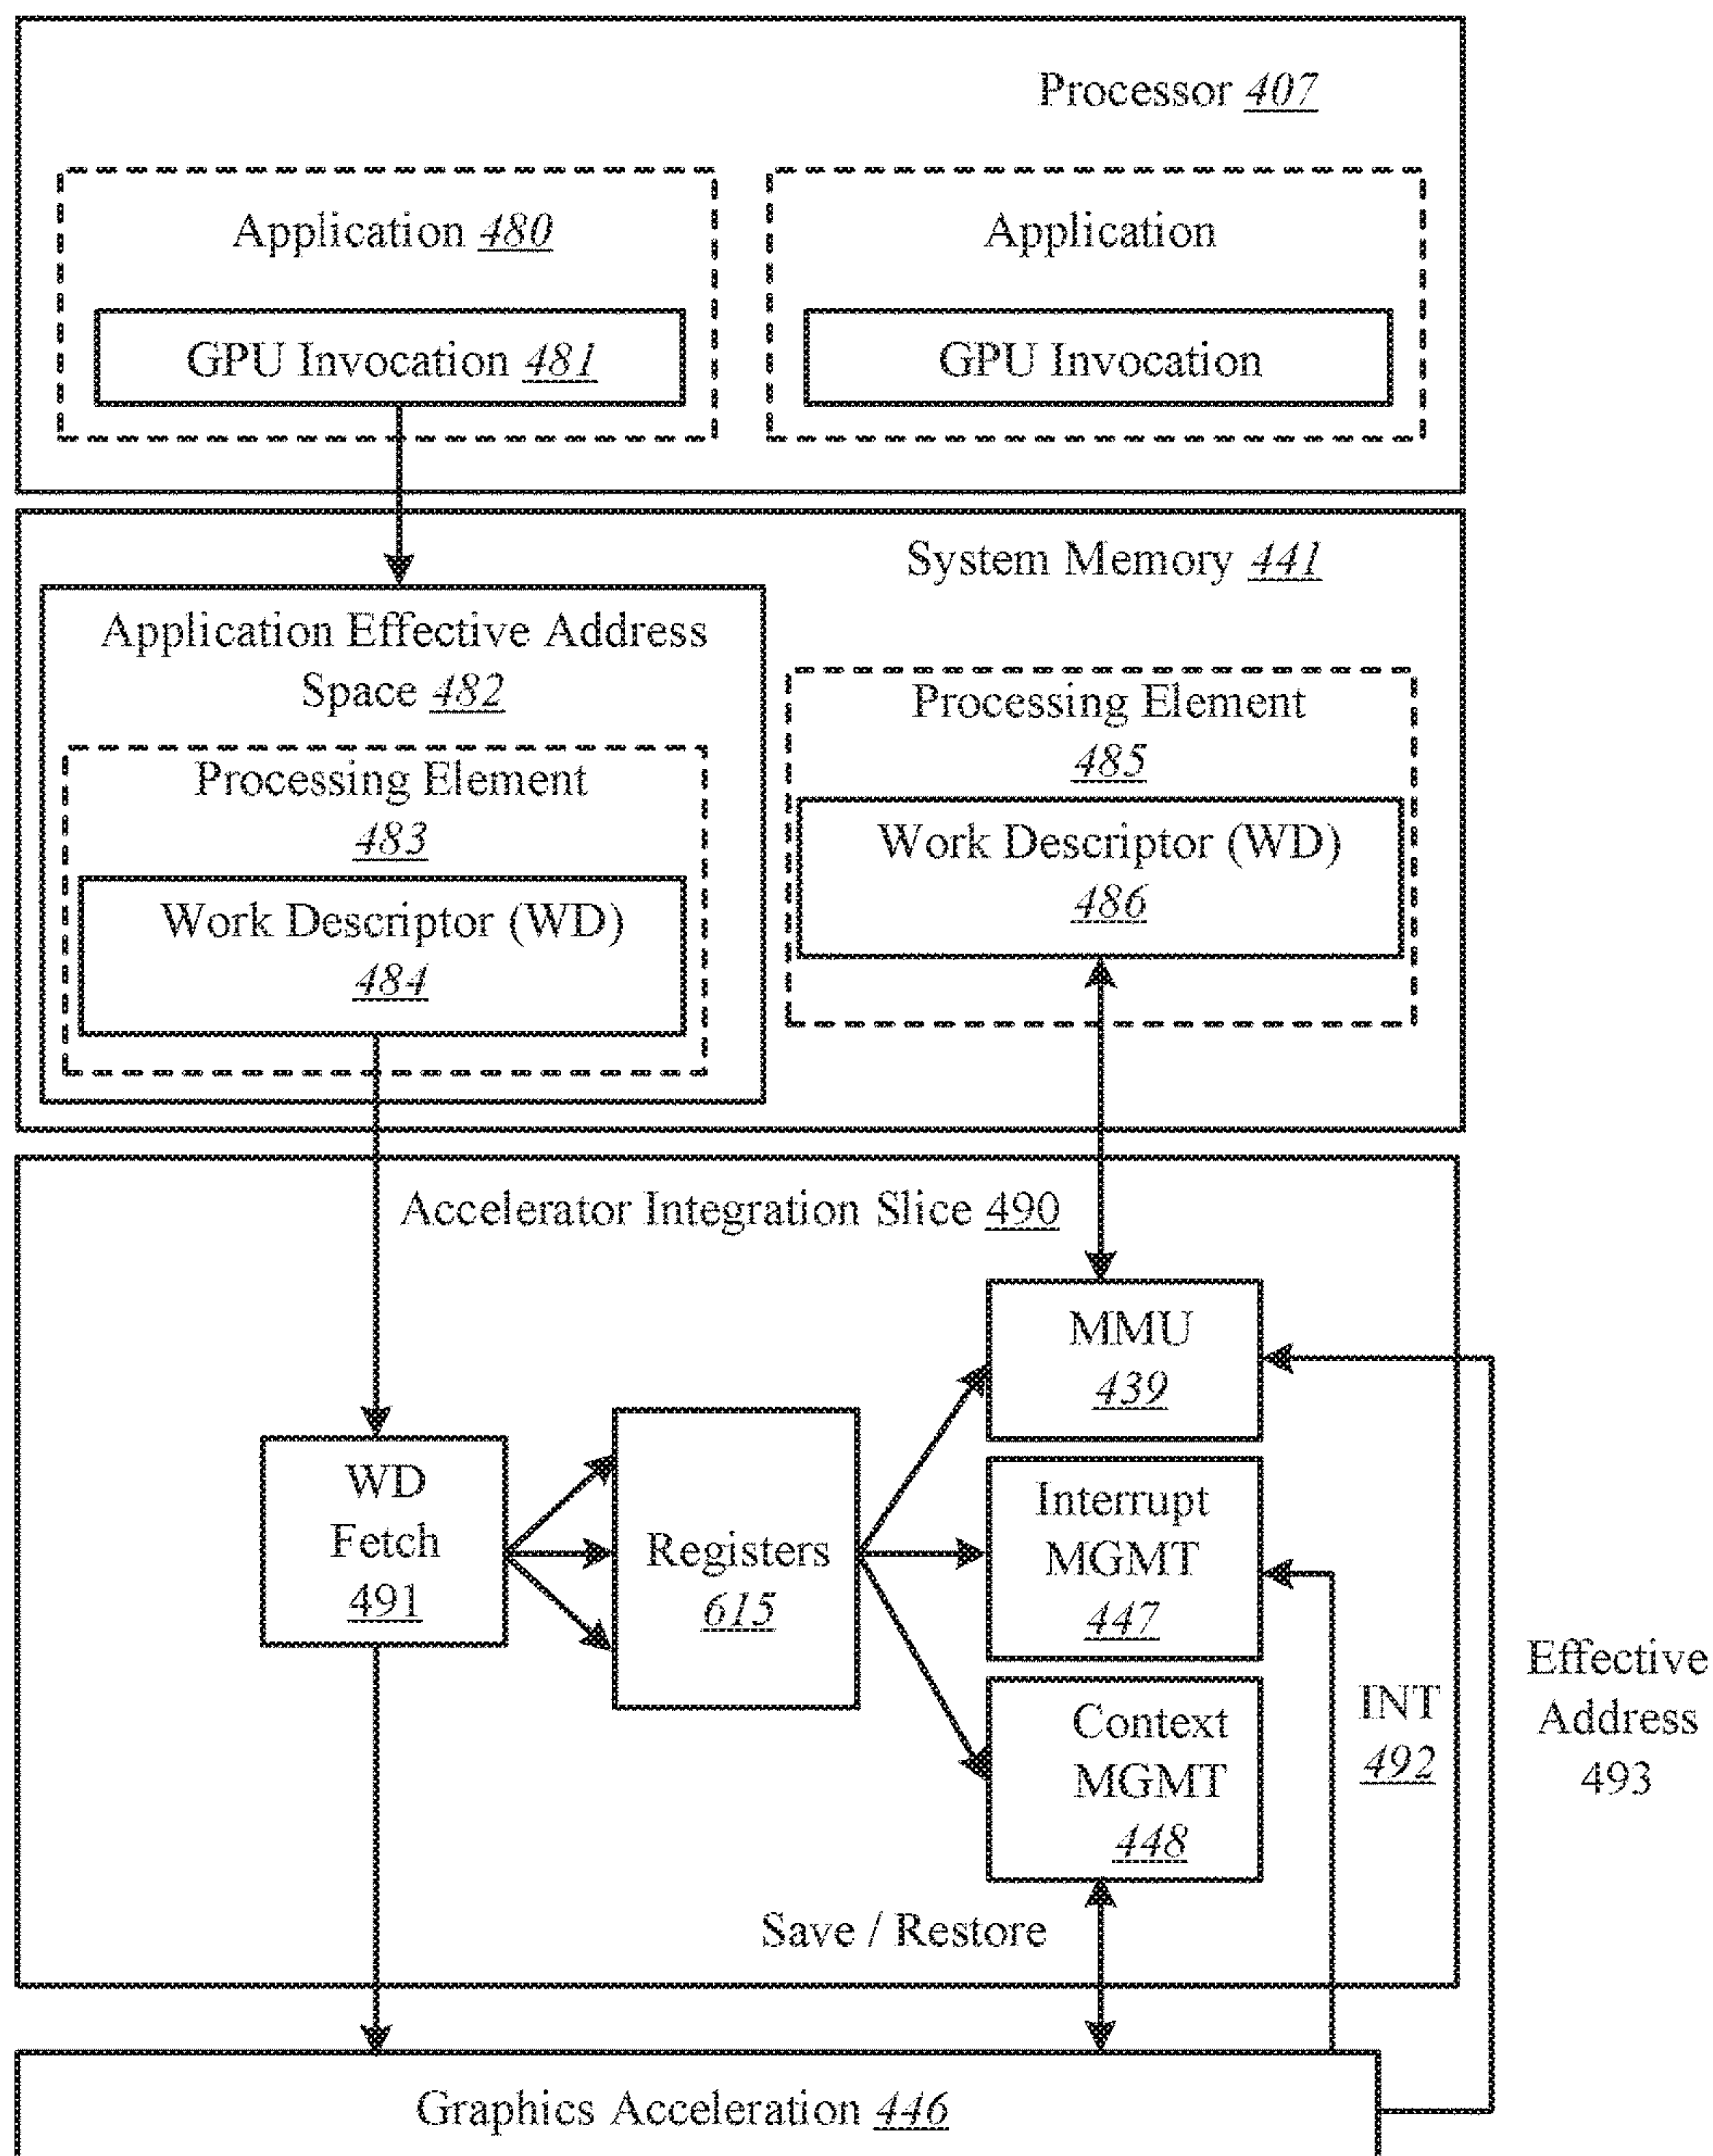 Processor 407
Application 480
Application
GPU Invocation 481
GPU Invocation
System Memory 441
Application Effective Address
Space 482
Processing Element
483
Work Descriptor (WD)
484
Processing Element
485
Work Descriptor (WD)
486
Accelerator Integration Slice 490
MMU
439
WD
Fetch
491
Registers
615
Interrupt
MGMT
447
Context
MGMT
448
INT
492
Effective
Address
493
Save / Restore
Graphics Acceleration 446